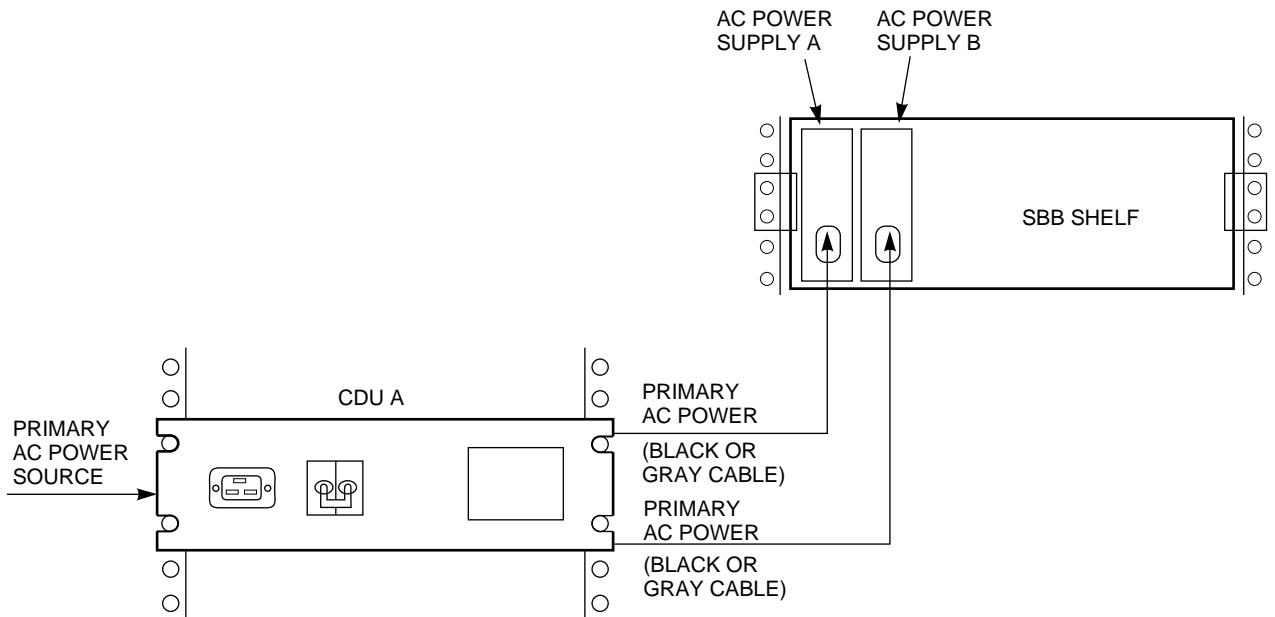 AC POWER
SUPPLY A
AC POWER
SUPPLY B
SBB SHELF
CDU A
PRIMARY
AC POWER
SOURCE
PRIMARY
AC POWER
(BLACK OR
GRAY CABLE)
PRIMARY
AC POWER
(BLACK OR
GRAY CABLE)